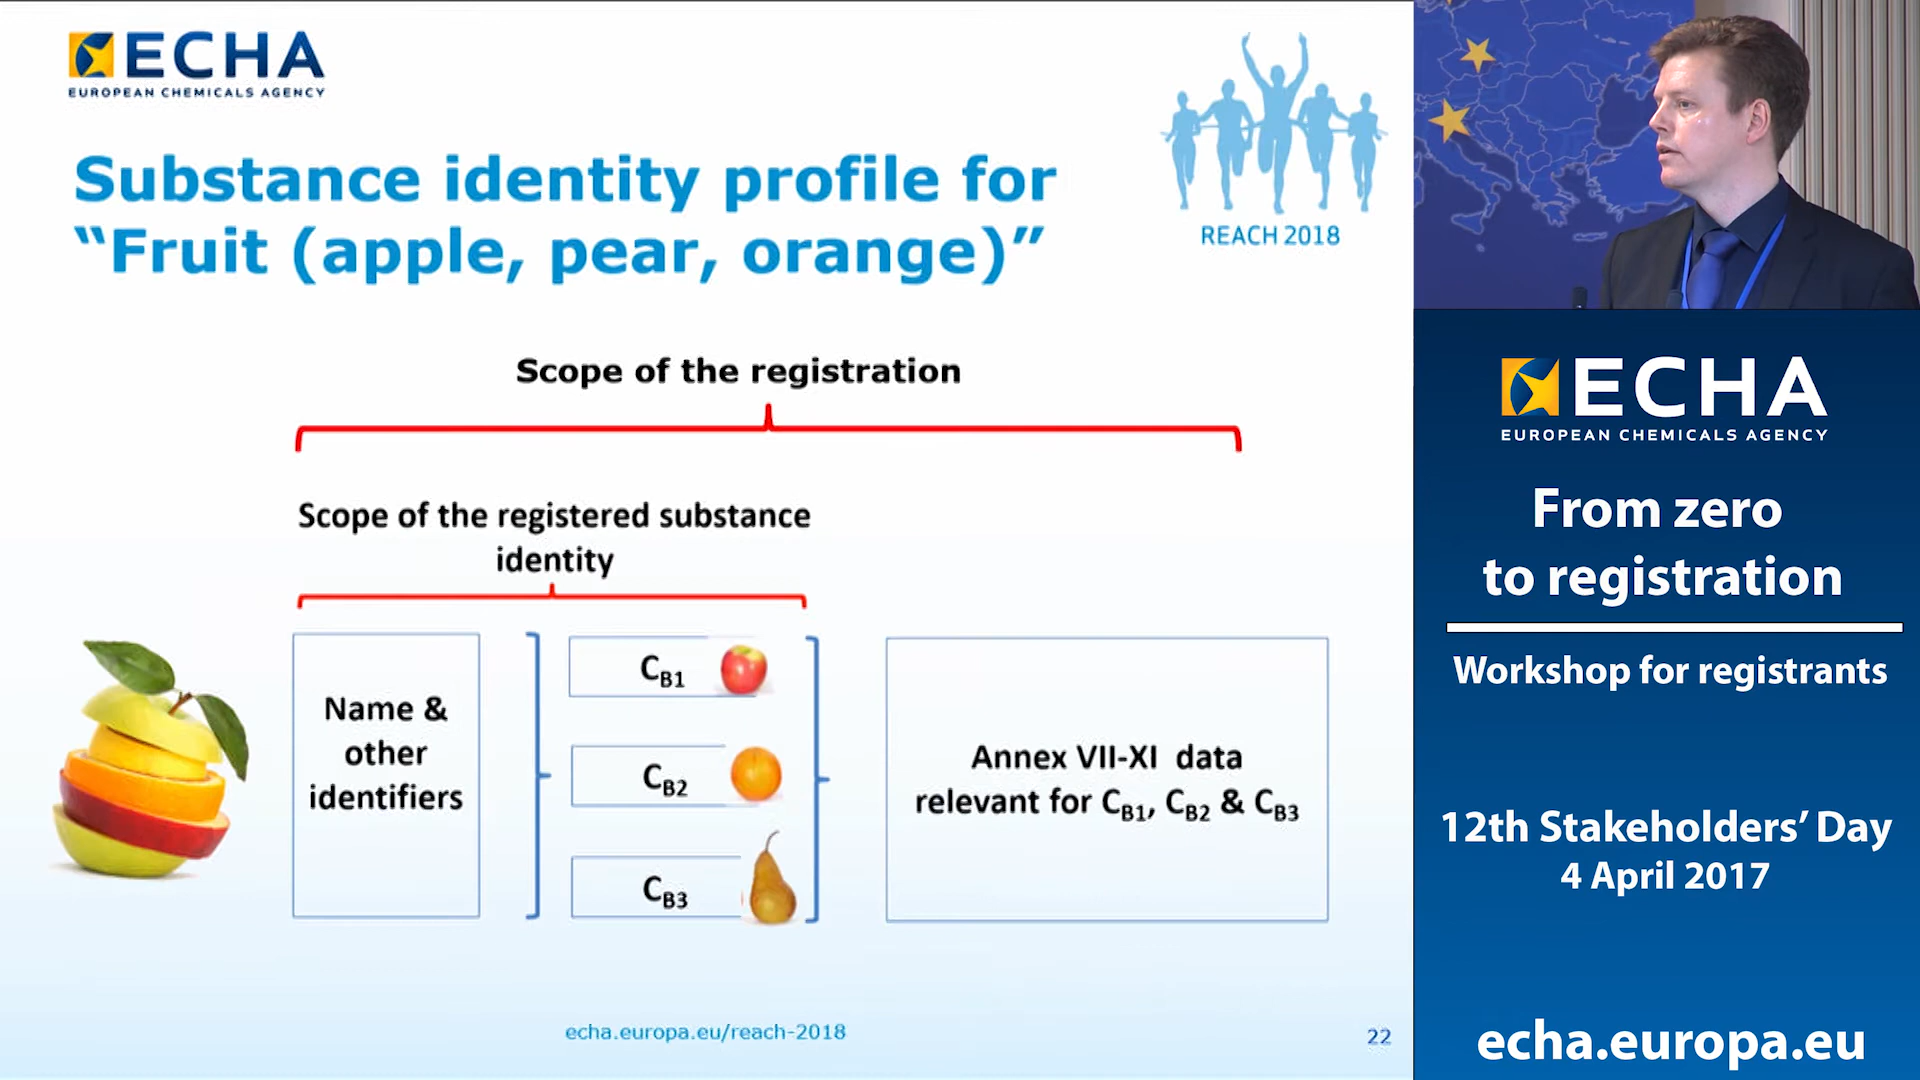 ECHA
EUROPEAN CHEMICALS AGENCY
REACH 2018
Substance identity profile for
“Fruit (apple, pear, orange)”
Scope of the registration
Scope of the registered substance
identity
Name &
other
identifiers
CB1
CB2
CB3
Annex VII-XI data
relevant for CB1, CB2 & CB3
echa.europa.eu/reach-2018
22
ECHA
EUROPEAN CHEMICALS AGENCY
From zero
to registration
Workshop for registrants
12th Stakeholders’ Day
4 April 2017
echa.europa.eu